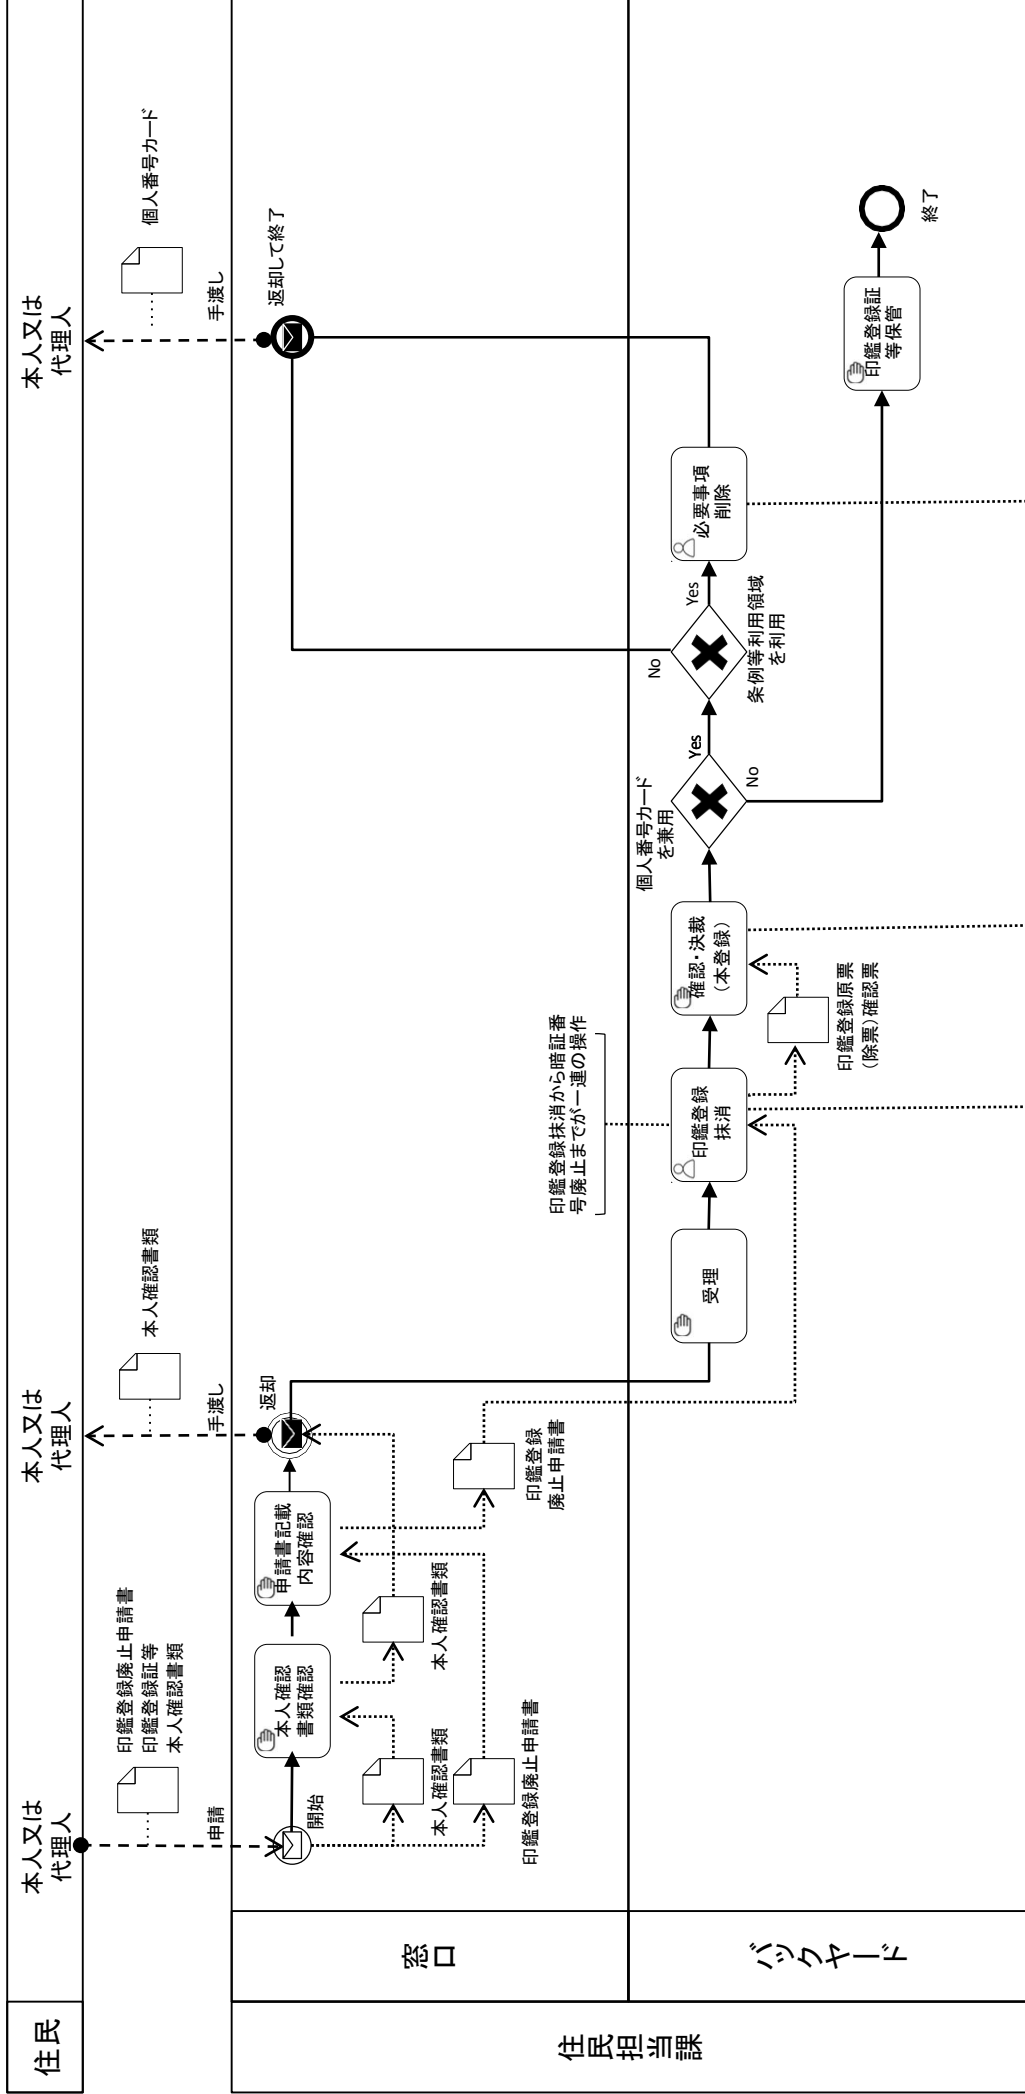 住民
本人又は
代理人
本人又は
代理人
本人又は
代理人
印鑑登録廃止申請書
印鑑登録証等
本人確認書類
申請
本人確認書類
手渡し
個人番号カード
手渡し
住民担当課
窓口
開始
本人確認
書類確認
申請書記載
内容確認
返却
返却して終了
本人確認書類
本人確認書類
印鑑登録廃止申請書
印鑑登録
廃止申請書
バックヤード
印鑑登録抹消から暗証番
号廃止までが一連の操作
受理
印鑑登録
抹消
確認・決裁
(本登録)
印鑑登録原票
(除票)確認票
個人番号カード
を兼用
Yes
No
条例等利用領域
を利用
Yes
No
必要事項
削除
印鑑登録証
等保管
終了